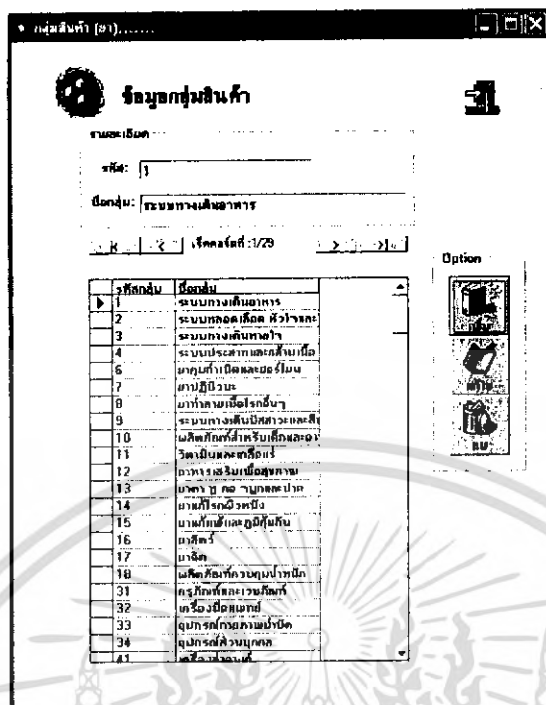 กลุ่มสินค้า (ยา).......
ข้อมูลกลุ่มสินค้า
รายละเอียด
รหัส: 1
ชื่อกลุ่ม: ระบบทางเดินอาหาร
เร็คคอร์ดที่ :1/29
Option
เพิ่ม
แก้ไข
ลบ
รหัสกลุ่ม ชื่อกลุ่ม
1 ระบบทางเดินอาหาร
2 ระบบหลอดเลือด หัวใจและ
3 ระบบทางเดินหายใจ
4 ระบบประสาทและกล้ามเนื้อ
6 ยาคุมกำเนิดและฮอร์โมน
7 ยาปฏิชีวนะ
8 ยาทำลายเชื้อโรคอื่นๆ
9 ระบบทางเดินปัสสาวะและสืบ
10 ผลิตภัณฑ์สำหรับเด็กและ
11 วิตามินและเกลือแร่
12 อาหารเสริมเพื่อสุขภาพ
13 ยาตา หู คอ จมูกและปาก
14 ยาแก้โรคผิวหนัง
15 ยาแก้แพ้และภูมิคุ้มกัน
16
17
18 ผลิตภัณฑ์ควบคุมน้ำหนัก
31 ครุภัณฑ์และเวชภัณฑ์
32 เครื่องมือแพทย์
33 อุปกรณ์กายภาพบำบัด
34 อุปกรณ์ส่วนบุคคล
41